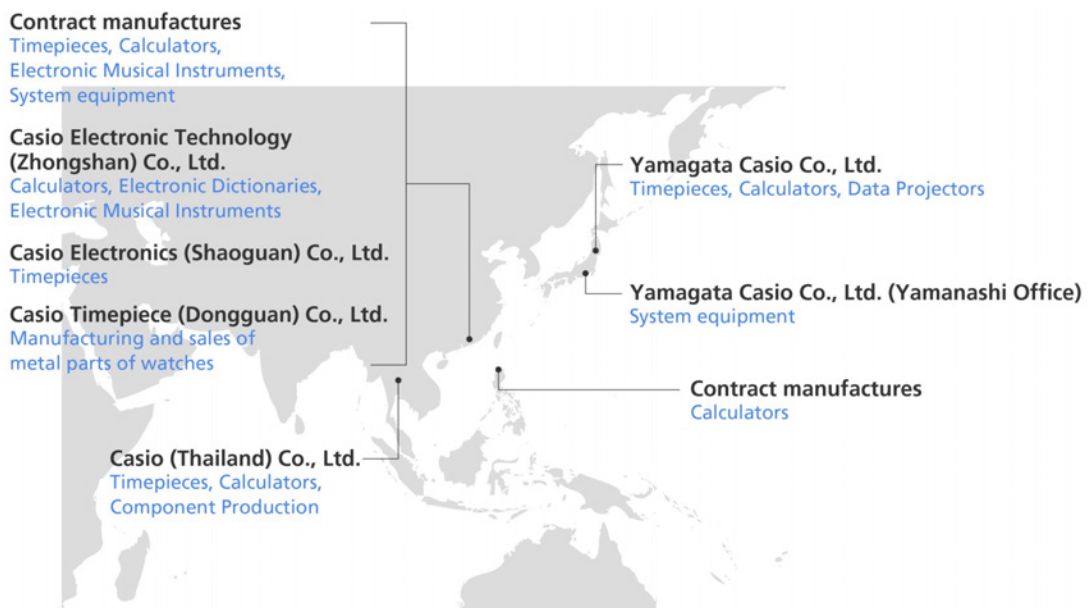 Contract manufactures
Timepieces, Calculators,
Electronic Musical Instruments,
System equipment
Casio Electronic Technology
(Zhongshan) Co., Ltd.
Calculators, Electronic Dictionaries,
Electronic Musical Instruments
Casio Electronics (Shaoguan) Co., Ltd.
Timepieces
Casio Timepiece (Dongguan) Co., Ltd.
Manufacturing and sales of
metal parts of watches
Casio (Thailand) Co., Ltd.
Timepieces, Calculators,
Component Production
Yamagata Casio Co., Ltd.
Timepieces, Calculators, Data Projectors
Yamagata Casio Co., Ltd. (Yamanashi Office)
System equipment
Contract manufactures
Calculators